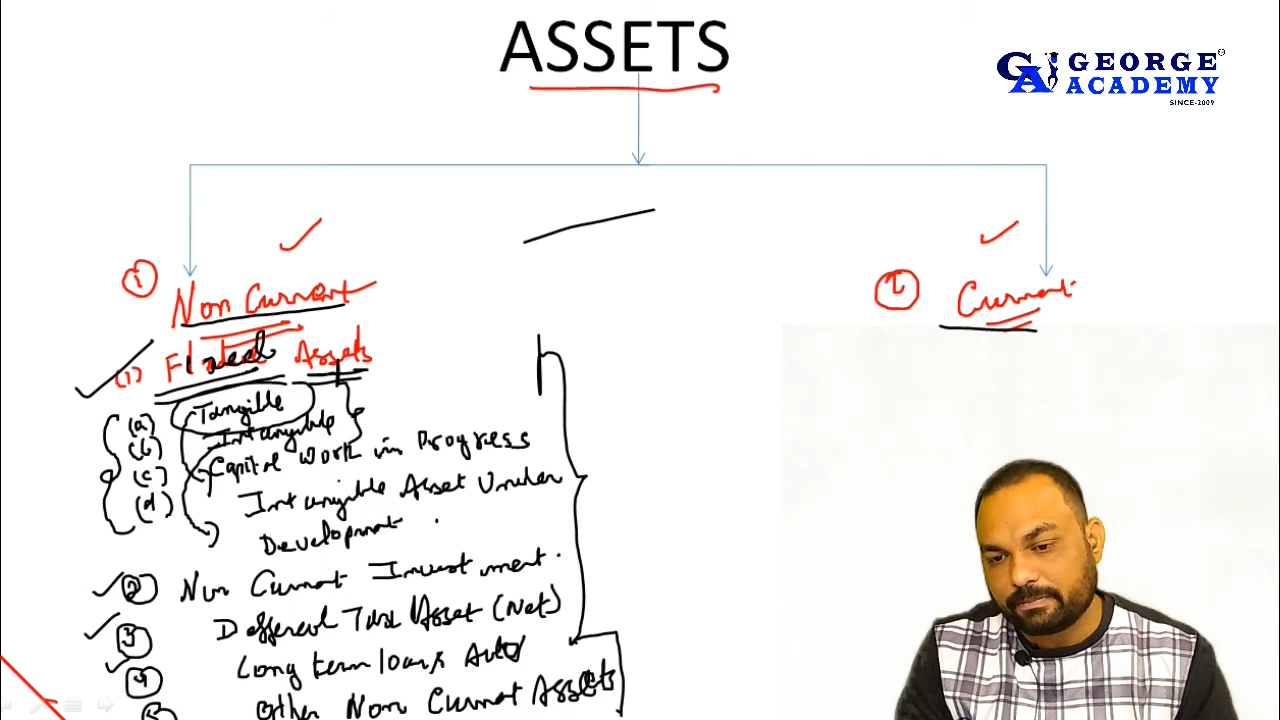 ASSETS
GEORGE
ACADEMY
SINCE-2009
1 Non Current
2 Current
(1) Fixed Assets
(a) Tangible
(b) Intangible
(c) Capital Work in Progress
(d) Intangible Asset Under
Development
2 Non Current Investment
3 Deffered Tax Asset (Net)
4 Long term loans
5 Other Non Current Assets